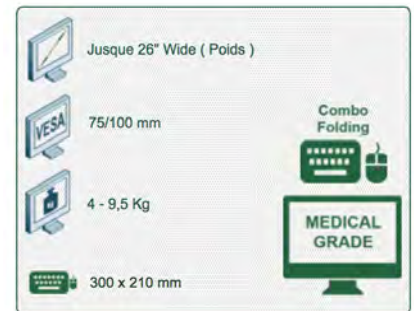 Jusque 26" Wide ( Poids )
VESA
75/100 mm
4 - 9,5 Kg
300 x 210 mm
Combo
Folding
MEDICAL
GRADE